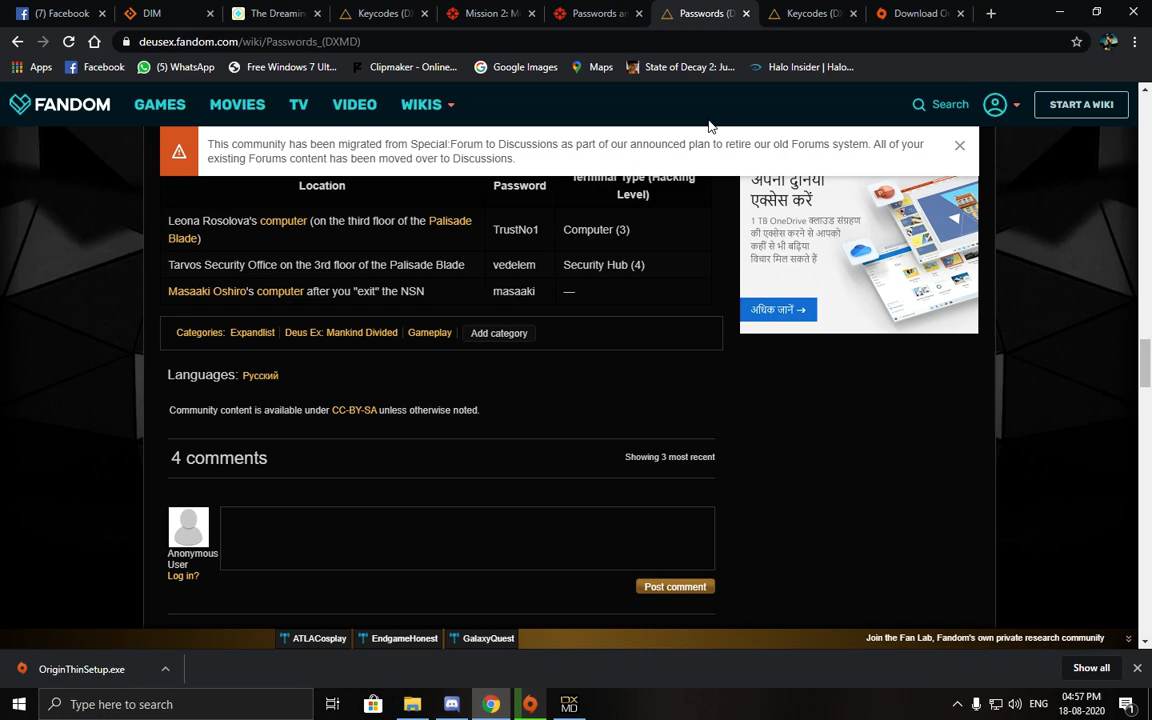 (7) Facebook
DIM
The Dreamin
Keycodes (D
Mission 2: M
Passwords a
Passwords (D
Keycodes (D
Download O
deusex.fandom.com/wiki/Passwords_(DXMD)
Apps
Facebook
(5) WhatsApp
Free Windows 7 Ult...
Clipmaker - Online...
Google Images
Maps
State of Decay 2: Ju...
Halo Insider | Halo...
FANDOM
GAMES
MOVIES
TV
VIDEO
WIKIS
Search
START A WIKI
This community has been migrated from Special:Forum to Discussions as part of our announced plan to retire our old Forums system. All of your
existing Forums content has been moved over to Discussions.
Location
Password
Terminal Type (Hacking
Level)
Leona Rosolova's computer (on the third floor of the Palisade
Blade)
TrustNo1
Computer (3)
Tarvos Security Office on the 3rd floor of the Palisade Blade
vedelem
Security Hub (4)
Masaaki Oshiro's computer after you "exit" the NSN
masaaki
—
अपनी दुनिया
एक्सेस करें
1 TB OneDrive क्लाउड संग्रहण
की एक्सेस करने से आपको
कहीं से भी बढ़िया
विचार मिल सकते हैं
अधिक जानें →
Categories: Expandlist
Deus Ex: Mankind Divided
Gameplay
Add category
Languages: Русский
Community content is available under CC-BY-SA unless otherwise noted.
4 comments
Showing 3 most recent
Anonymous
User
Log in?
Post comment
ATLACosplay
EndgameHonest
GalaxyQuest
Join the Fan Lab, Fandom's own private research community
OriginThinSetup.exe
Show all
Type here to search
DX
MD
ENG
04:57 PM
18-08-2020
1